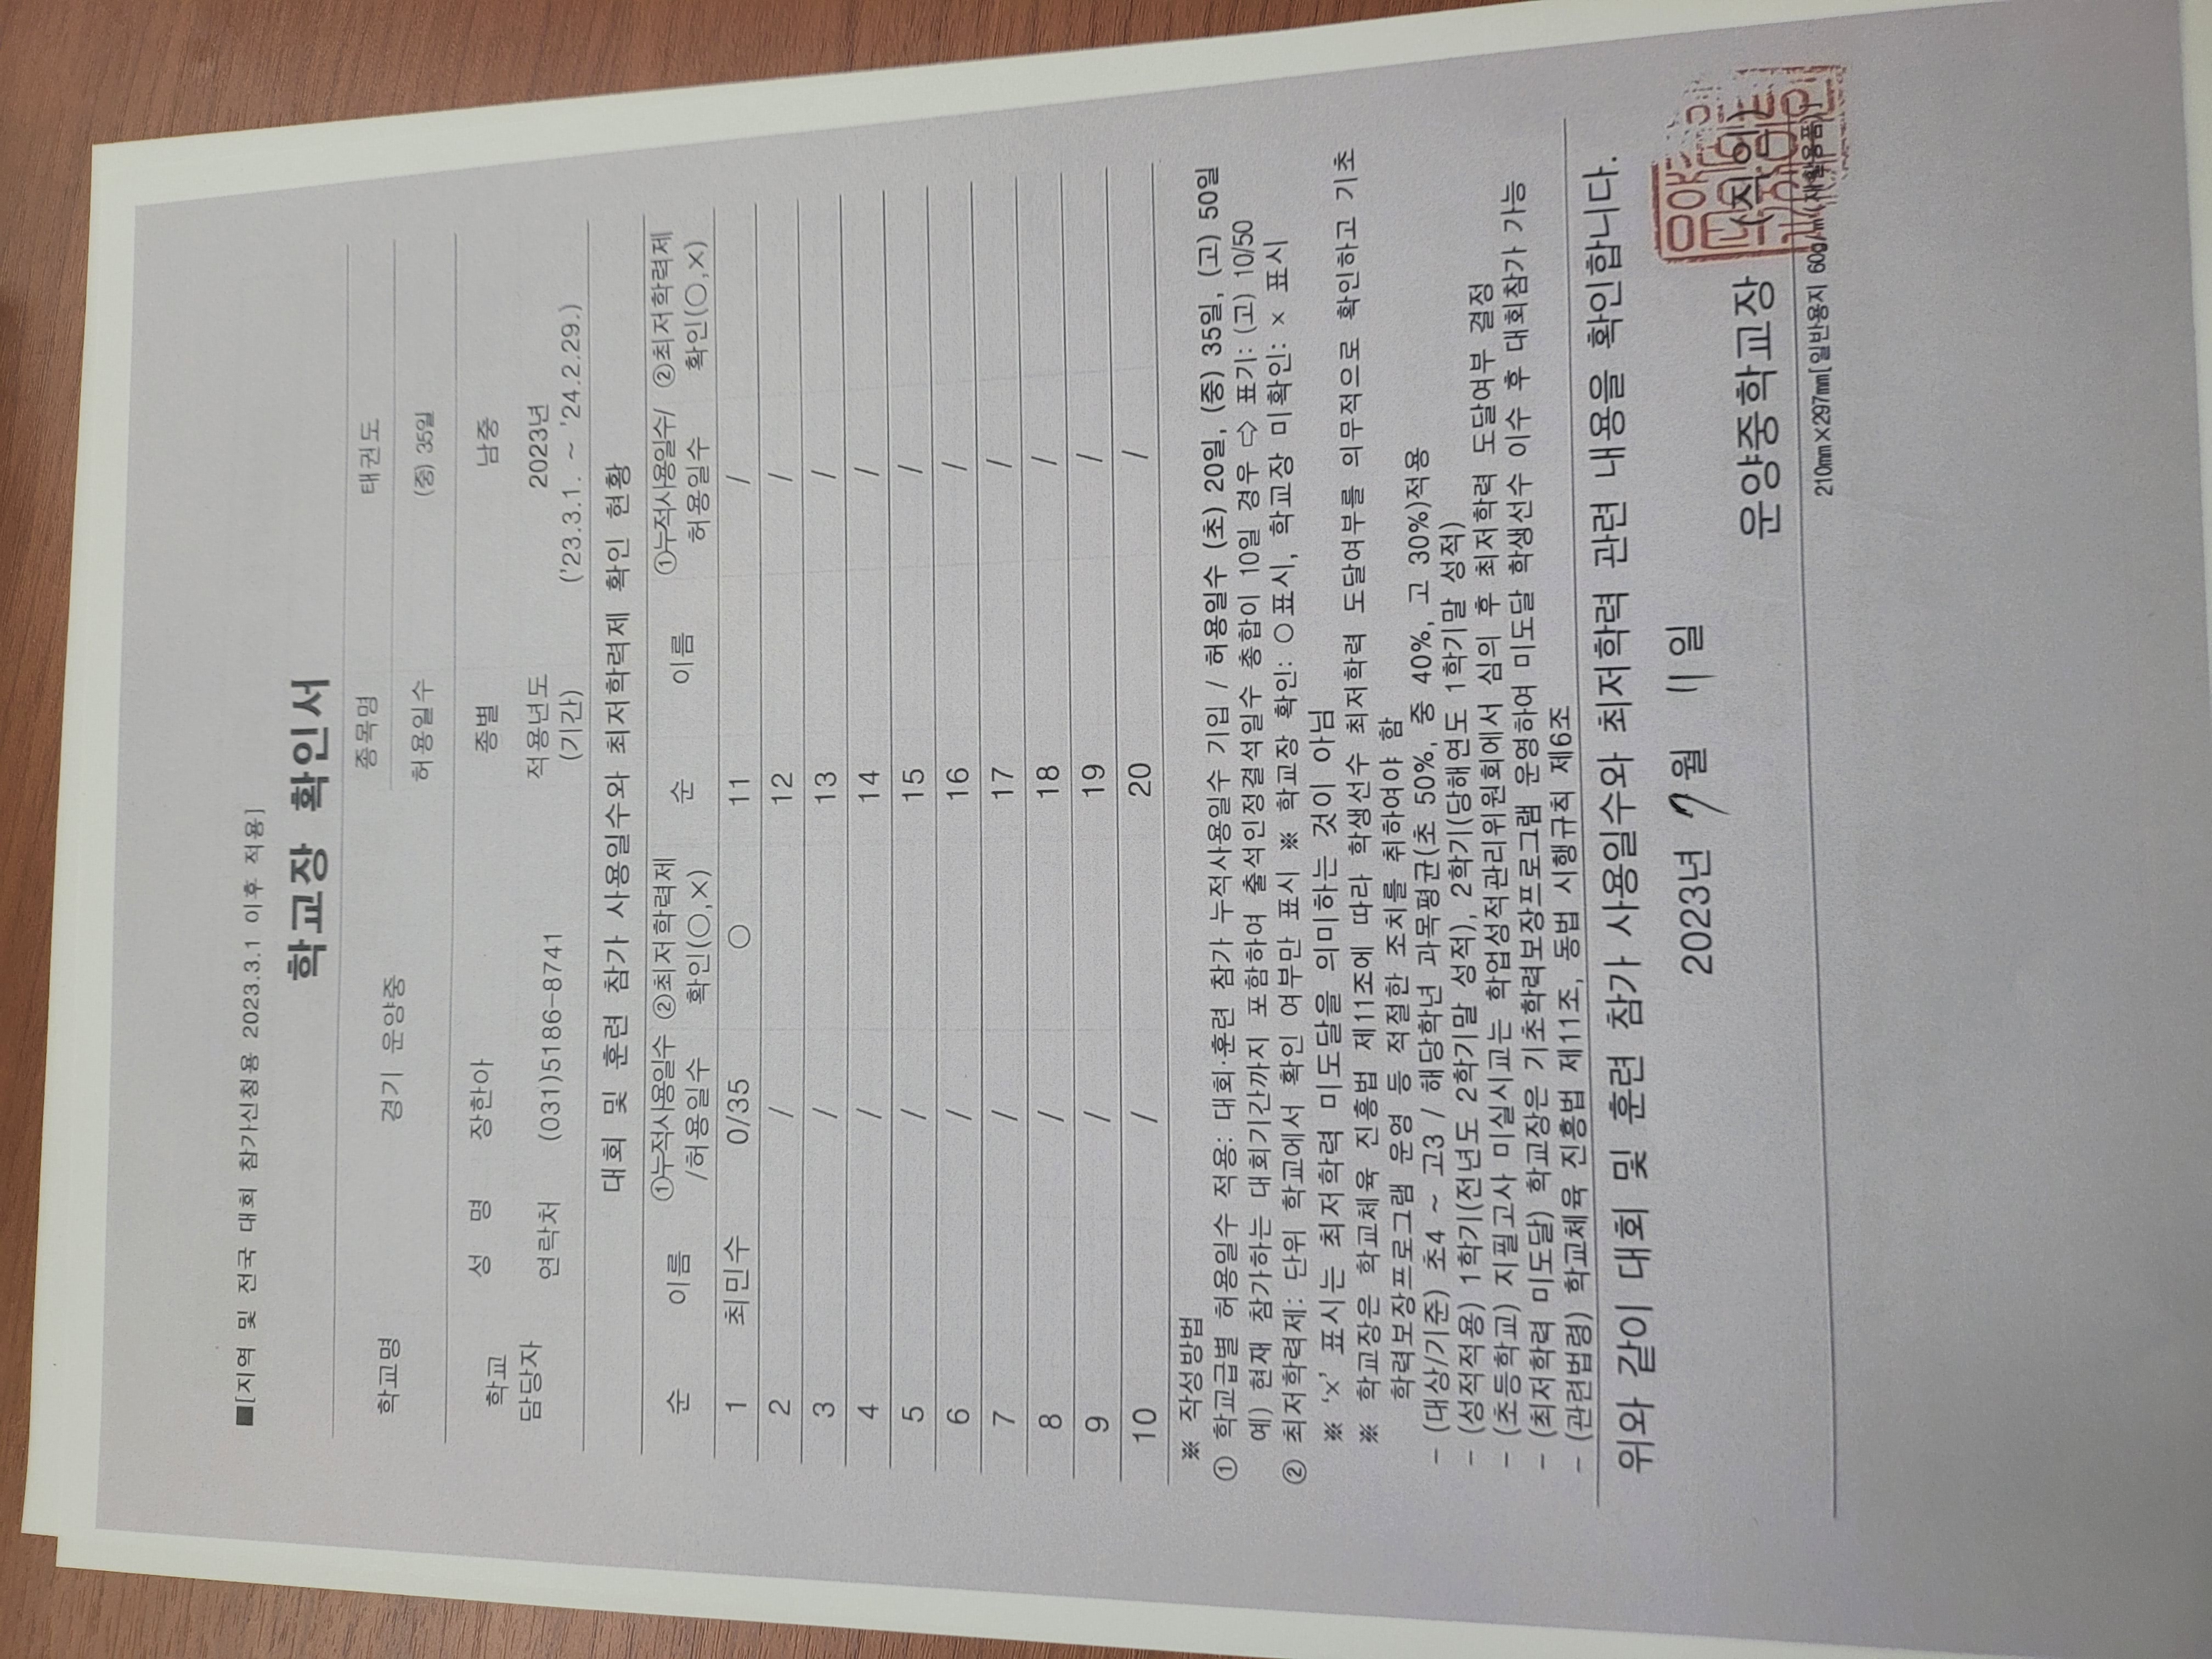 ■[지역 및 전국 대회 참가신청용 2023.3.1 이후 적용]
학교장 확인서
학교명 경기 운양중 종목명 태권도
허용일수 (중) 35일
학교 담당자 성 명 장한아 종별 남중
연락처 (031)5186-8741 적용년도 (기간) 2023년 ('23.3.1. ~ '24.2.29.)
대회 및 훈련 참가 사용일수와 최저학력제 확인 현황
순 이름 ①누적사용일수 /허용일수 ②최저학력제 확인(○,×) 순 이름 ①누적사용일수/ 허용일수 ②최저학력제 확인(○,×)
1 최민수 0/35 ○ 11 /
2 / 12 /
3 / 13 /
4 / 14 /
5 / 15 /
6 / 16 /
7 / 17 /
8 / 18 /
9 / 19 /
10 / 20 /
※ 작성방법
① 학교급별 허용일수 적용: 대회·훈련 참가 누적사용일수 기입 / 허용일수 (초) 20일, (중) 35일, (고) 50일
예) 현재 참가하는 대회기간까지 포함하여 출석인정결석일수 총합이 10일 경우 ⇨ 표기: (고) 10/50
② 최저학력제: 단위 학교에서 확인 여부만 표시 ※ 학교장 확인: ○표시, 학교장 미확인: × 표시
※ '×' 표시는 최저학력 미도달을 의미하는 것이 아님
※ 학교장은 학교체육 진흥법 제11조에 따라 학생선수 최저학력 도달여부를 의무적으로 확인하고 기초
학력보장프로그램 운영 등 적절한 조치를 취하여야 함
- (대상/기준) 초4 ~ 고3 / 해당학년 과목평균(초 50%, 중 40%, 고 30%)적용
- (성적적용) 1학기(전년도 2학기말 성적), 2학기(당해연도 1학기말 성적)
- (초등학교) 지필고사 미실시교는 학업성적관리위원회에서 심의 후 최저학력 도달여부 결정
- (최저학력 미도달) 학교장은 기초학력보장프로그램 운영하여 미도달 학생선수 이수 후 대회참가 가능
- (관련법령) 학교체육 진흥법 제11조, 동법 시행규칙 제6조
위와 같이 대회 및 훈련 참가 사용일수와 최저학력 관련 내용을 확인합니다.
2023년 7월 11일
운양중학교장 (직인)
210㎜×297㎜[일반용지 60g/㎡(재활용품)]